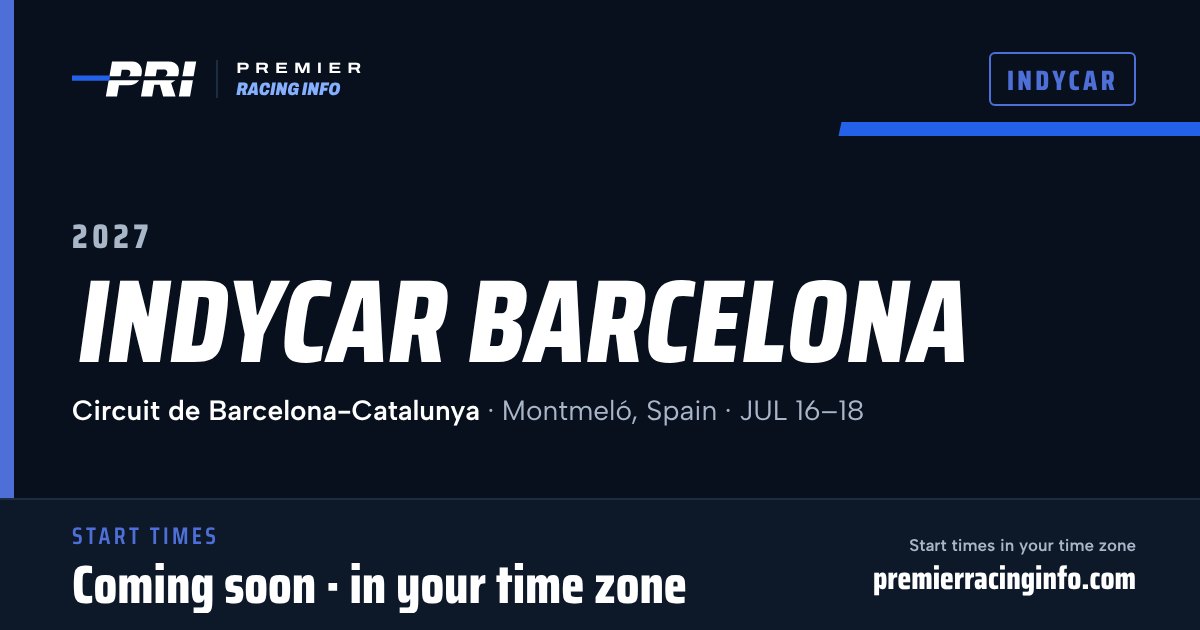 PRI
PREMIER
RACING INFO
INDYCAR
2027
INDYCAR BARCELONA
Circuit de Barcelona-Catalunya · Montmeló, Spain · JUL 16–18
START TIMES
Coming soon · in your time zone
Start times in your time zone
premierracinginfo.com